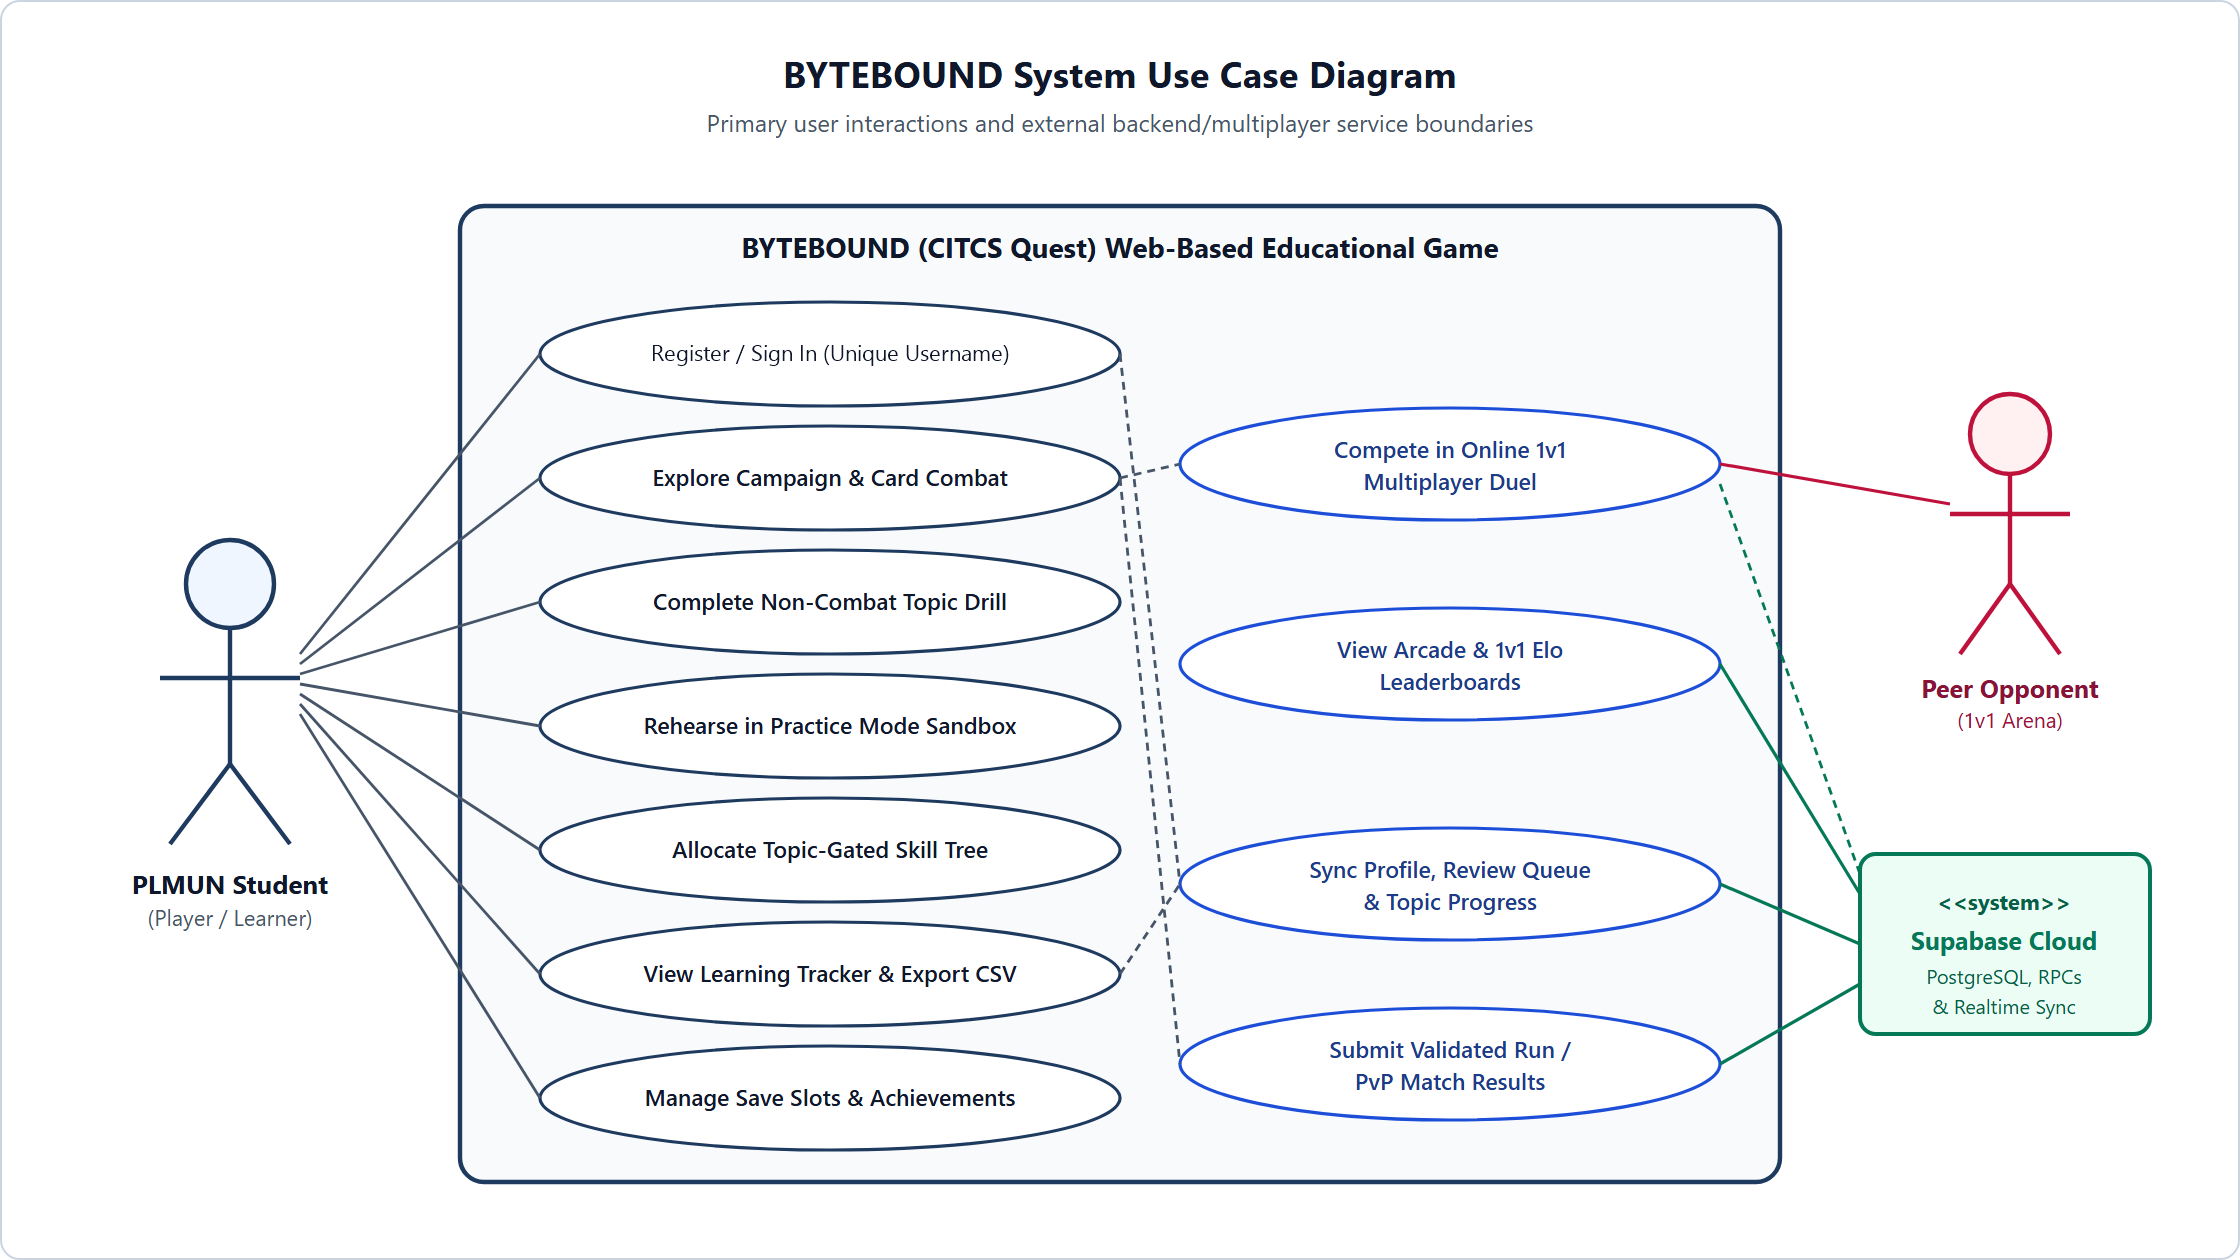 BYTEBOUND System Use Case Diagram
Primary user interactions and external backend/multiplayer service boundaries
BYTEBOUND (CITCS Quest) Web-Based Educational Game
Register / Sign In (Unique Username)
Explore Campaign & Card Combat
Complete Non-Combat Topic Drill
Rehearse in Practice Mode Sandbox
Allocate Topic-Gated Skill Tree
View Learning Tracker & Export CSV
Manage Save Slots & Achievements
Compete in Online 1v1
Multiplayer Duel
View Arcade & 1v1 Elo
Leaderboards
Sync Profile, Review Queue
& Topic Progress
Submit Validated Run /
PvP Match Results
PLMUN Student
(Player / Learner)
Peer Opponent
(1v1 Arena)
<<system>>
Supabase Cloud
PostgreSQL, RPCs
& Realtime Sync